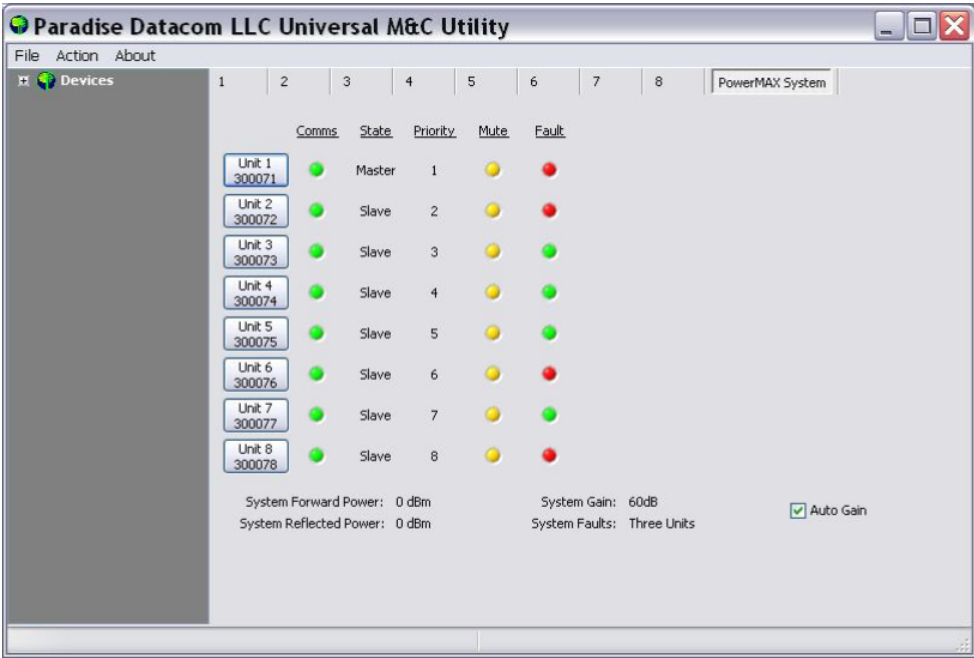 Paradise Datacom LLC Universal M&C Utility
File Action About
Devices
1 2 3 4 5 6 7 8 PowerMAX System
Comms State Priority Mute Fault
Unit 1
300071 Master 1
Unit 2
300072 Slave 2
Unit 3
300073 Slave 3
Unit 4
300074 Slave 4
Unit 5
300075 Slave 5
Unit 6
300076 Slave 6
Unit 7
300077 Slave 7
Unit 8
300078 Slave 8
System Forward Power: 0 dBm System Gain: 60dB
Auto Gain
System Reflected Power: 0 dBm System Faults: Three Units